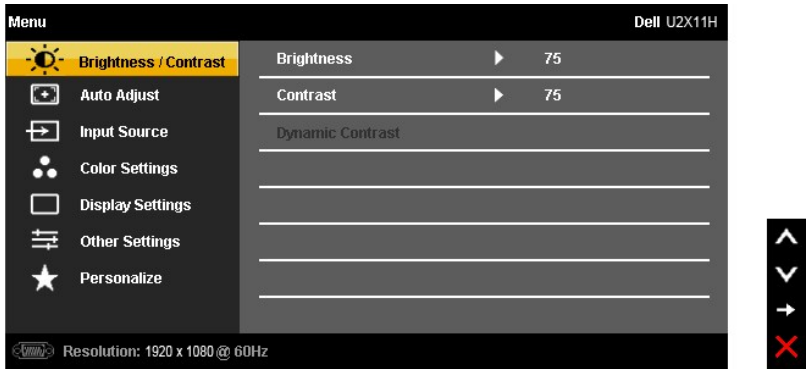 Menu Dell U2X11H
Brightness / Contrast Brightness 75
Auto Adjust Contrast 75
Input Source Dynamic Contrast
Color Settings
Display Settings
Other Settings
Personalize
Resolution: 1920 x 1080 @ 60Hz